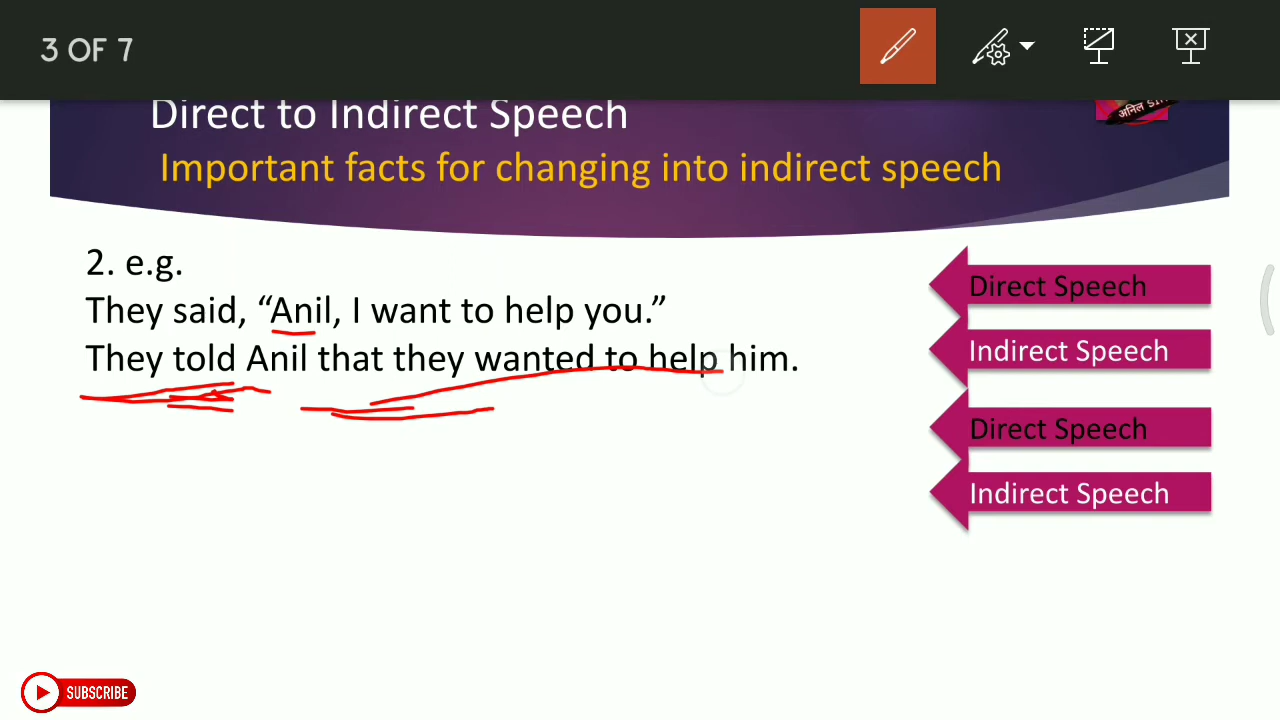 3 OF 7
Direct to Indirect Speech
अनिल
Important facts for changing into indirect speech
2. e.g.
They said, “Anil, I want to help you.”
They told Anil that they wanted to help him.
Direct Speech
Indirect Speech
Direct Speech
Indirect Speech
SUBSCRIBE